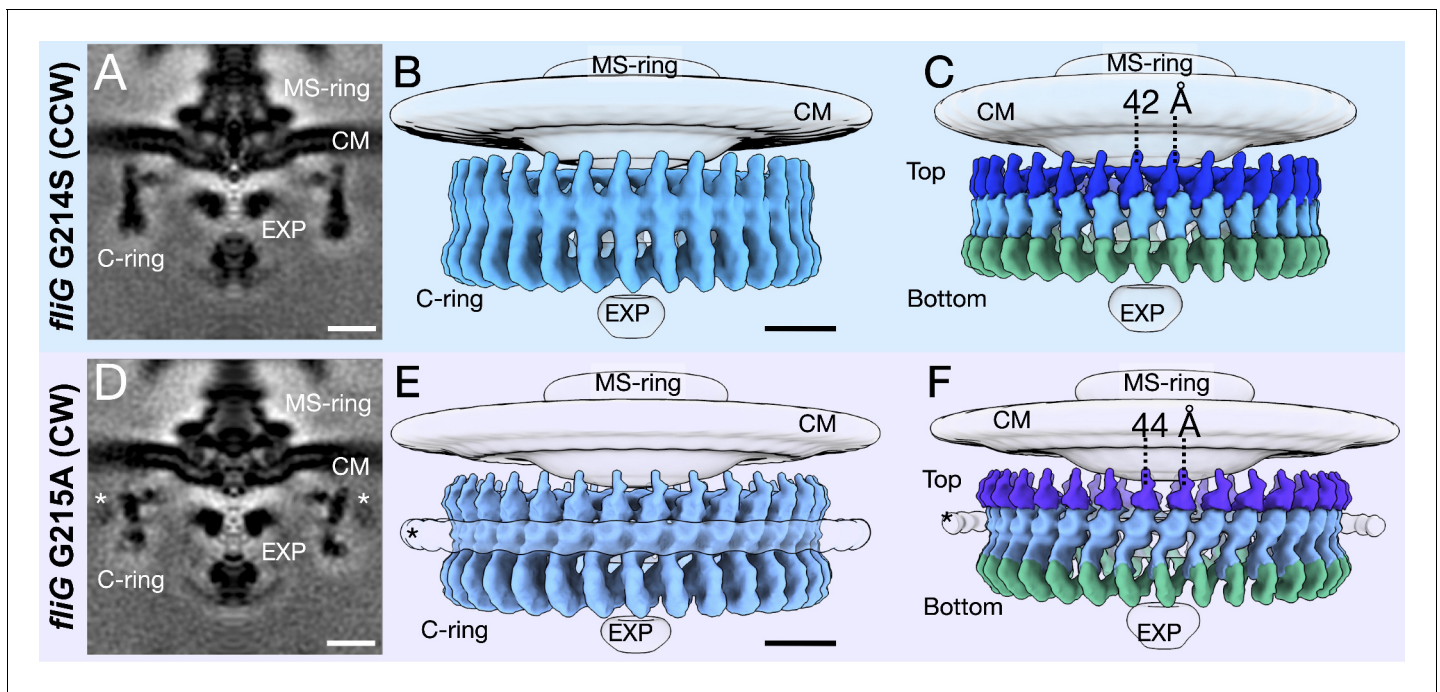 fliG G214S (CCW)
A
MS-ring
CM
EXP
C-ring
B
MS-ring
CM
C-ring
EXP
C
MS-ring
CM
42 Å
Top
Bottom
EXP
fliG G215A (CW)
D
MS-ring
CM
* *
EXP
C-ring
E
MS-ring
CM
*
C-ring
EXP
F
MS-ring
CM
44 Å
Top
*
Bottom
EXP